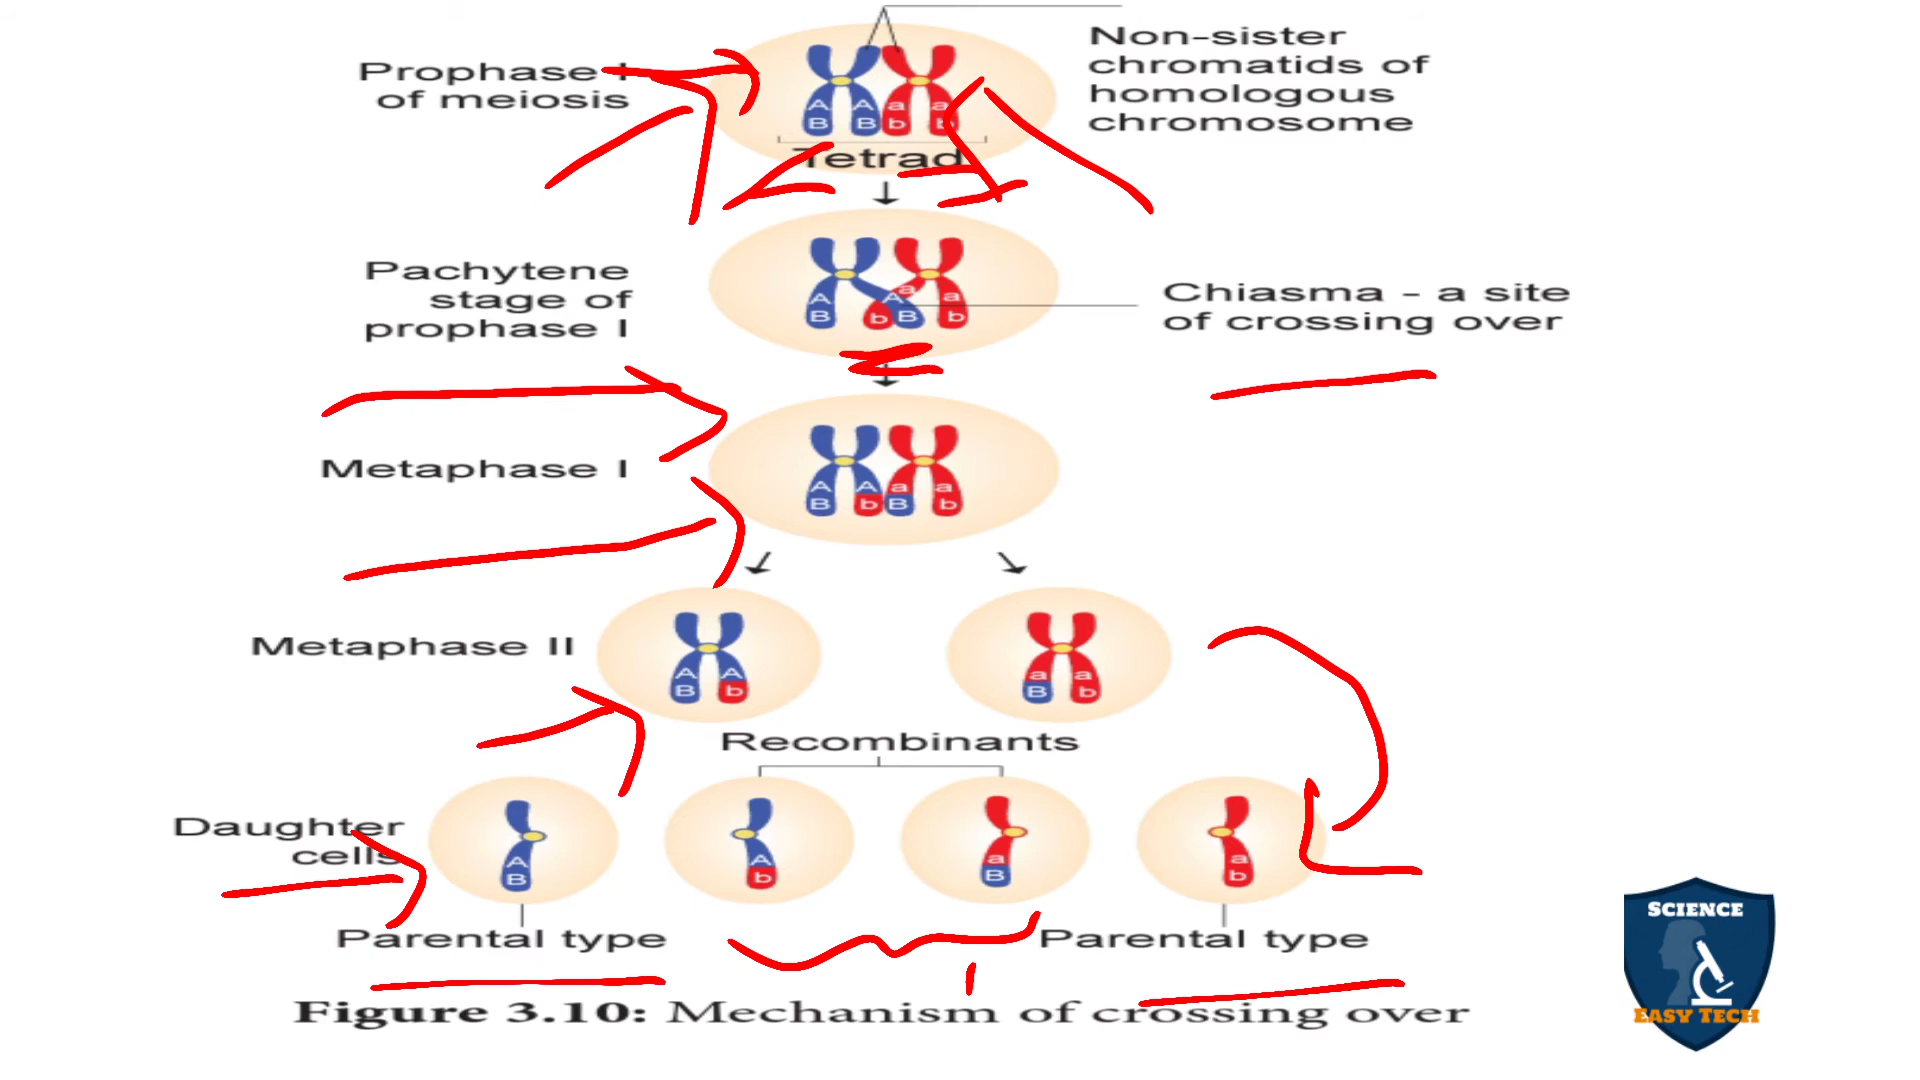 Non-sister
chromatids of
homologous
chromosome
Prophase I
of meiosis
A A a a
B B b b
Tetrad
Pachytene
stage of
prophase I
A A a a
B b B b
Chiasma - a site
of crossing over
Metaphase I
A A a a
B b B b
Metaphase II
A A
B b
a a
B b
Recombinants
Daughter
cells
A
B
A
b
a
B
a
b
Parental type
Parental type
Figure 3.10: Mechanism of crossing over
SCIENCE
EASY TECH